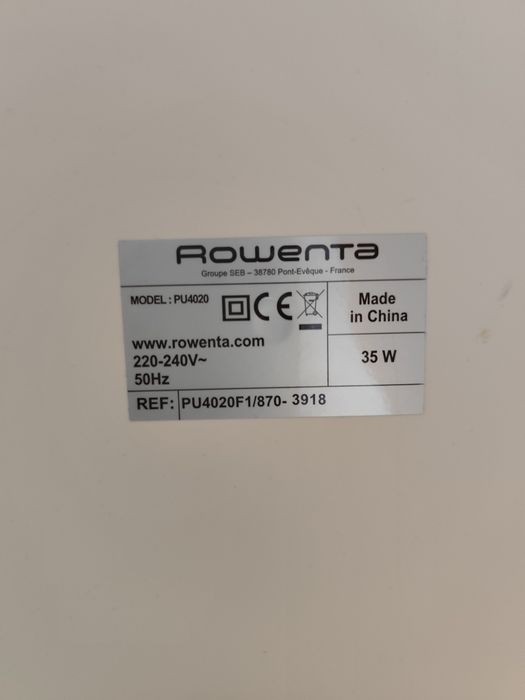 Rowenta
Groupe SEB – 38780 Pont-Evêque - France
MODEL : PU4020
CE
Made
in China
www.rowenta.com
220-240V~
50Hz
35 W
REF: PU4020F1/870- 3918